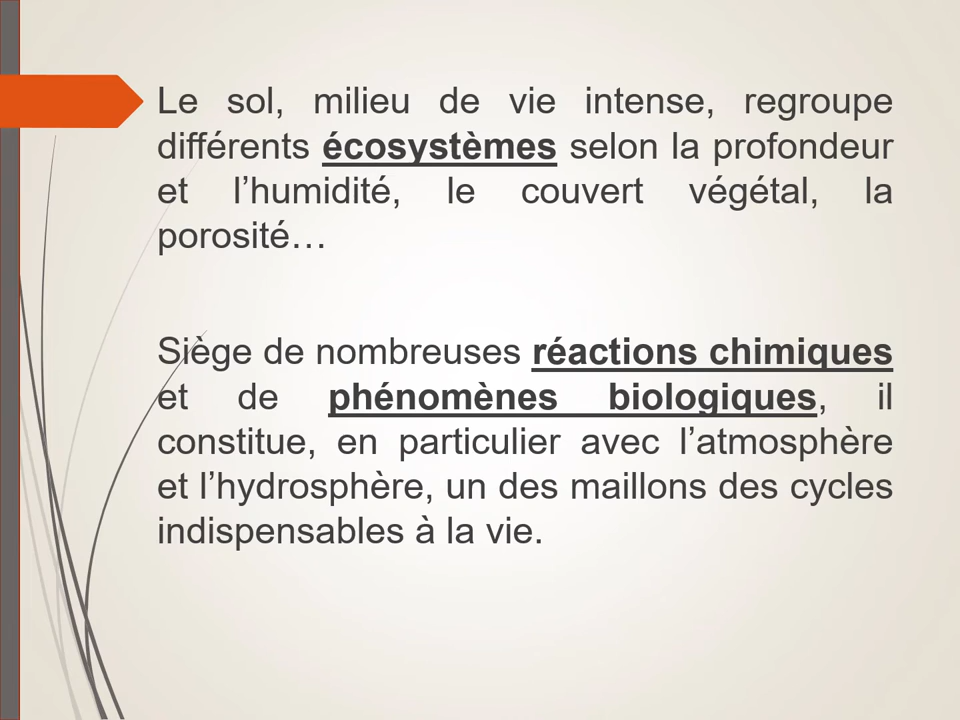 Le sol, milieu de vie intense, regroupe
différents écosystèmes selon la profondeur
et l’humidité, le couvert végétal, la
porosité…
Siège de nombreuses réactions chimiques
et de phénomènes biologiques, il
constitue, en particulier avec l’atmosphère
et l’hydrosphère, un des maillons des cycles
indispensables à la vie.